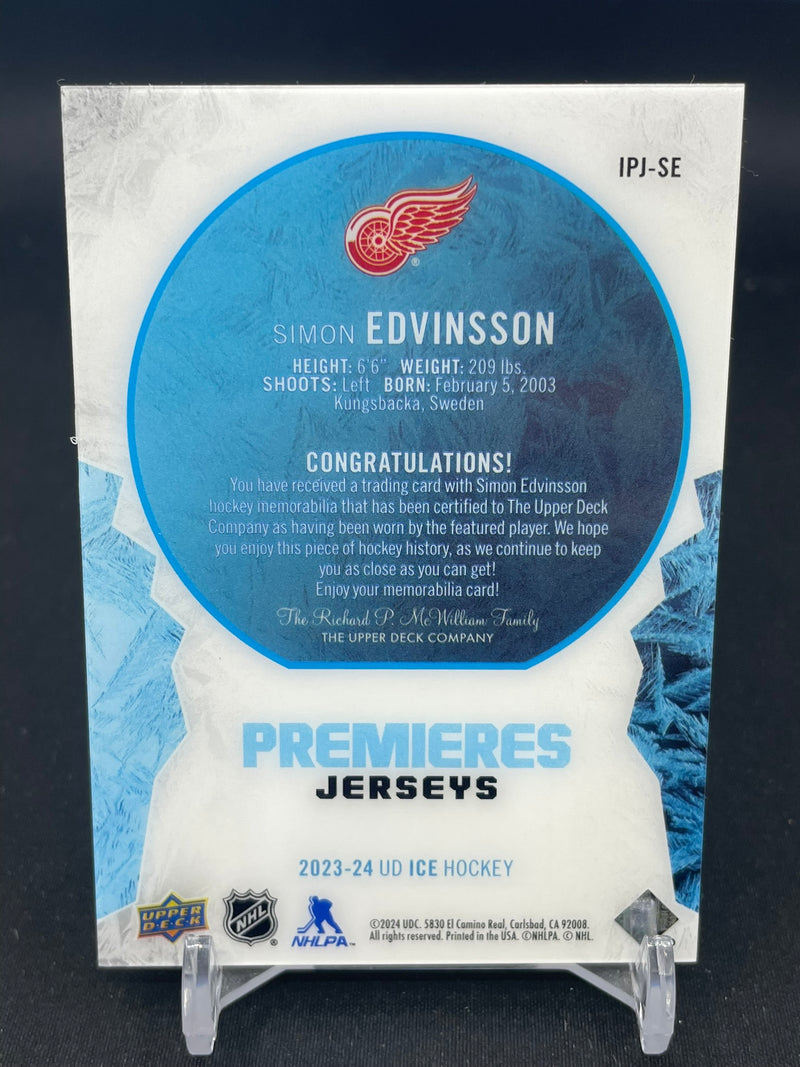 IPJ-SE
®
SIMON EDVINSSON
HEIGHT: 6'6" WEIGHT: 209 lbs.
SHOOTS: Left BORN: February 5, 2003
Kungsbacka, Sweden
CONGRATULATIONS!
You have received a trading card with Simon Edvinsson
hockey memorabilia that has been certified to The Upper Deck
Company as having been worn by the featured player. We hope
you enjoy this piece of hockey history, as we continue to keep
you as close as you can get!
Enjoy your memorabilia card!
The Richard P. McWilliam Family
THE UPPER DECK COMPANY
PREMIERES
JERSEYS
2023-24 UD ICE HOCKEY
UPPER
D·E·C·K
NHL
®
NHLPA™
©2024 UDC. 5830 El Camino Real, Carlsbad, CA 92008.
All rights reserved. Printed in the USA. ©NHLPA. © NHL.